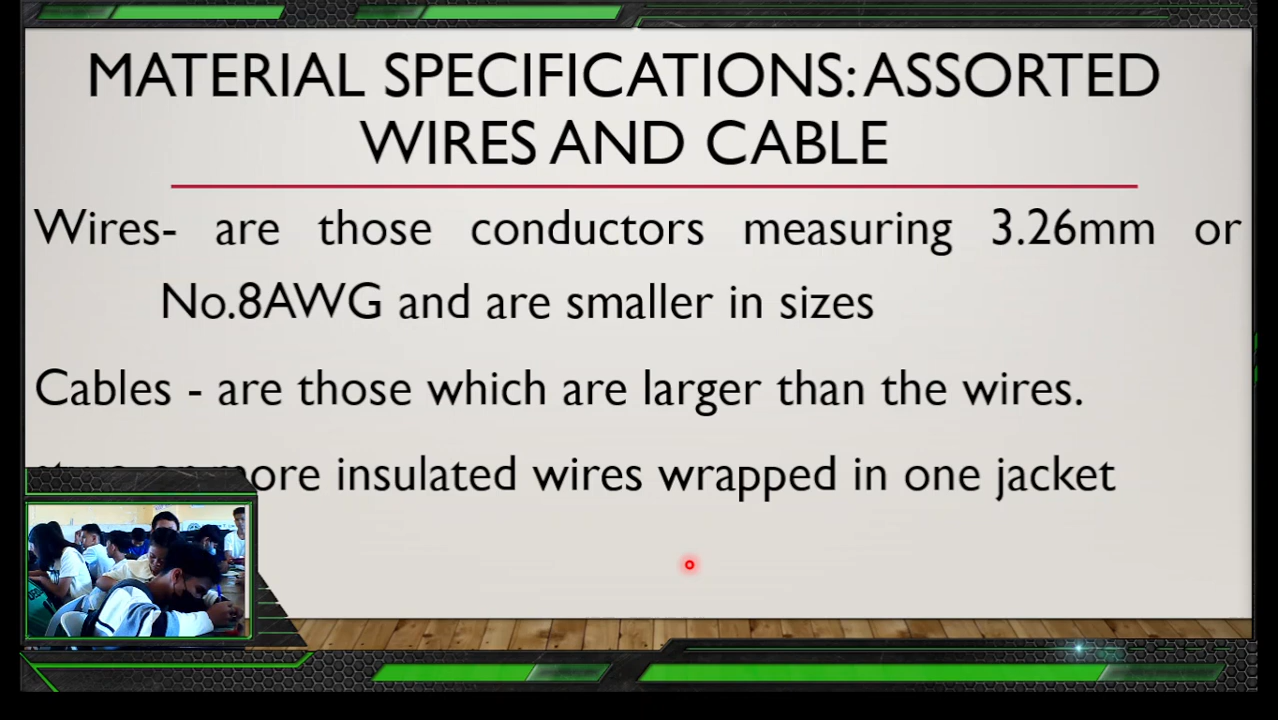 MATERIAL SPECIFICATIONS: ASSORTED
WIRES AND CABLE
Wires- are those conductors measuring 3.26mm or
No.8AWG and are smaller in sizes
Cables - are those which are larger than the wires.
more insulated wires wrapped in one jacket